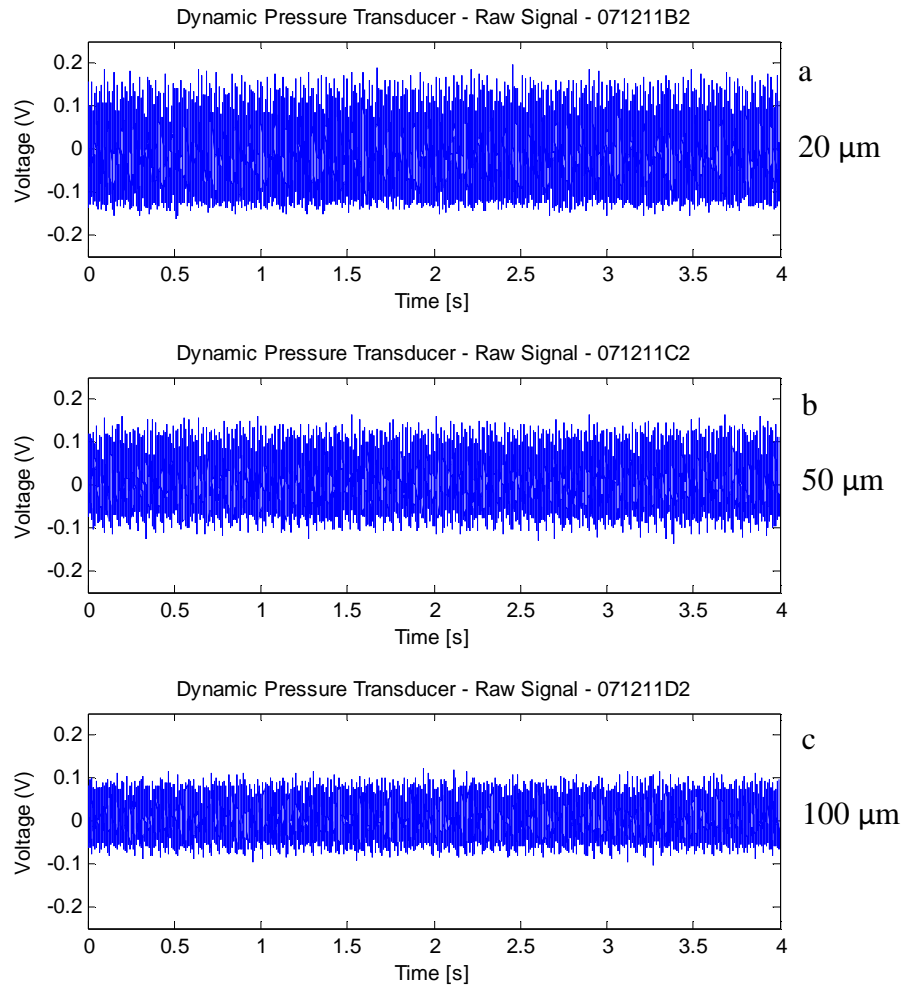 Dynamic Pressure Transducer - Raw Signal - 071211B2
0.2
0.1
0
-0.1
-0.2
Voltage (V)
0 0.5 1 1.5 2 2.5 3 3.5 4
Time [s]
a
20 µm
Dynamic Pressure Transducer - Raw Signal - 071211C2
0.2
0.1
0
-0.1
-0.2
Voltage (V)
0 0.5 1 1.5 2 2.5 3 3.5 4
Time [s]
b
50 µm
Dynamic Pressure Transducer - Raw Signal - 071211D2
0.2
0.1
0
-0.1
-0.2
Voltage (V)
0 0.5 1 1.5 2 2.5 3 3.5 4
Time [s]
c
100 µm